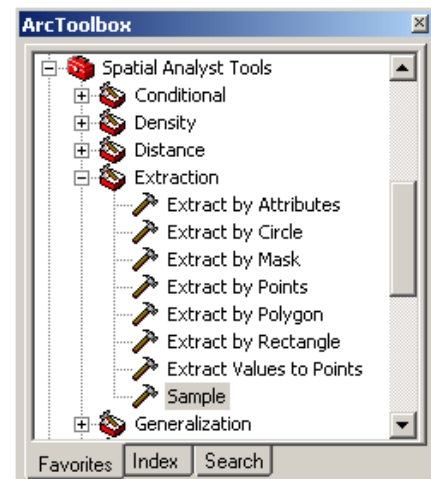 ArcToolbox
Spatial Analyst Tools
Conditional
Density
Distance
Extraction
Extract by Attributes
Extract by Circle
Extract by Mask
Extract by Points
Extract by Polygon
Extract by Rectangle
Extract Values to Points
Sample
Generalization
Favorites Index Search